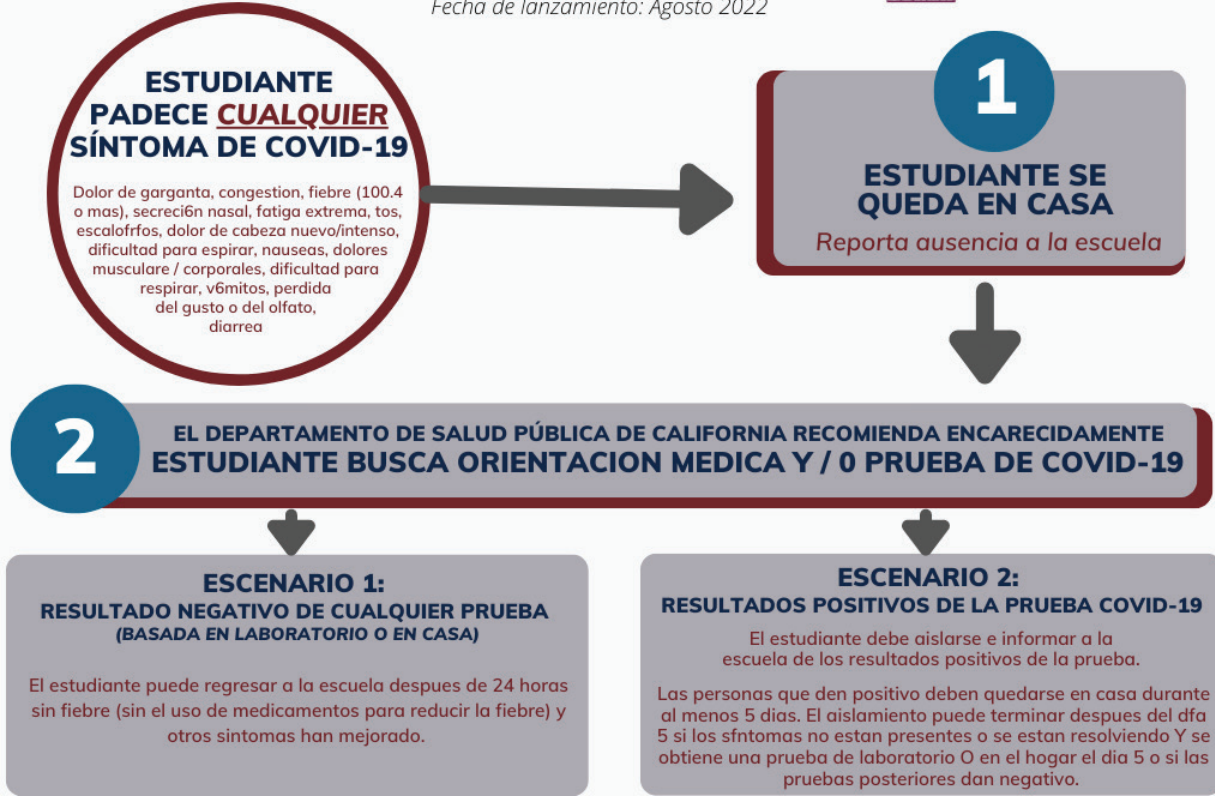 Fecha de lanzamiento: Agosto 2022
ESTUDIANTE
PADECE CUALQUIER
SÍNTOMA DE COVID-19
Dolor de garganta, congestion, fiebre (100.4
o mas), secreci6n nasal, fatiga extrema, tos,
escalofrfos, dolor de cabeza nuevo/intenso,
dificultad para espirar, nauseas, dolores
musculare / corporales, dificultad para
respirar, v6mitos, perdida
del gusto o del olfato,
diarrea
1
ESTUDIANTE SE
QUEDA EN CASA
Reporta ausencia a la escuela
2
EL DEPARTAMENTO DE SALUD PÚBLICA DE CALIFORNIA RECOMIENDA ENCARECIDAMENTE
ESTUDIANTE BUSCA ORIENTACION MEDICA Y / 0 PRUEBA DE COVID-19
ESCENARIO 1:
RESULTADO NEGATIVO DE CUALQUIER PRUEBA
(BASADA EN LABORATORIO O EN CASA)
El estudiante puede regresar a la escuela despues de 24 horas
sin fiebre (sin el uso de medicamentos para reducir la fiebre) y
otros sintomas han mejorado.
ESCENARIO 2:
RESULTADOS POSITIVOS DE LA PRUEBA COVID-19
El estudiante debe aislarse e informar a la
escuela de los resultados positivos de la prueba.
Las personas que den positivo deben quedarse en casa durante
al menos 5 dias. El aislamiento puede terminar despues del dfa
5 si los sfntomas no estan presentes o se estan resolviendo Y se
obtiene una prueba de laboratorio O en el hogar el dia 5 o si las
pruebas posteriores dan negativo.